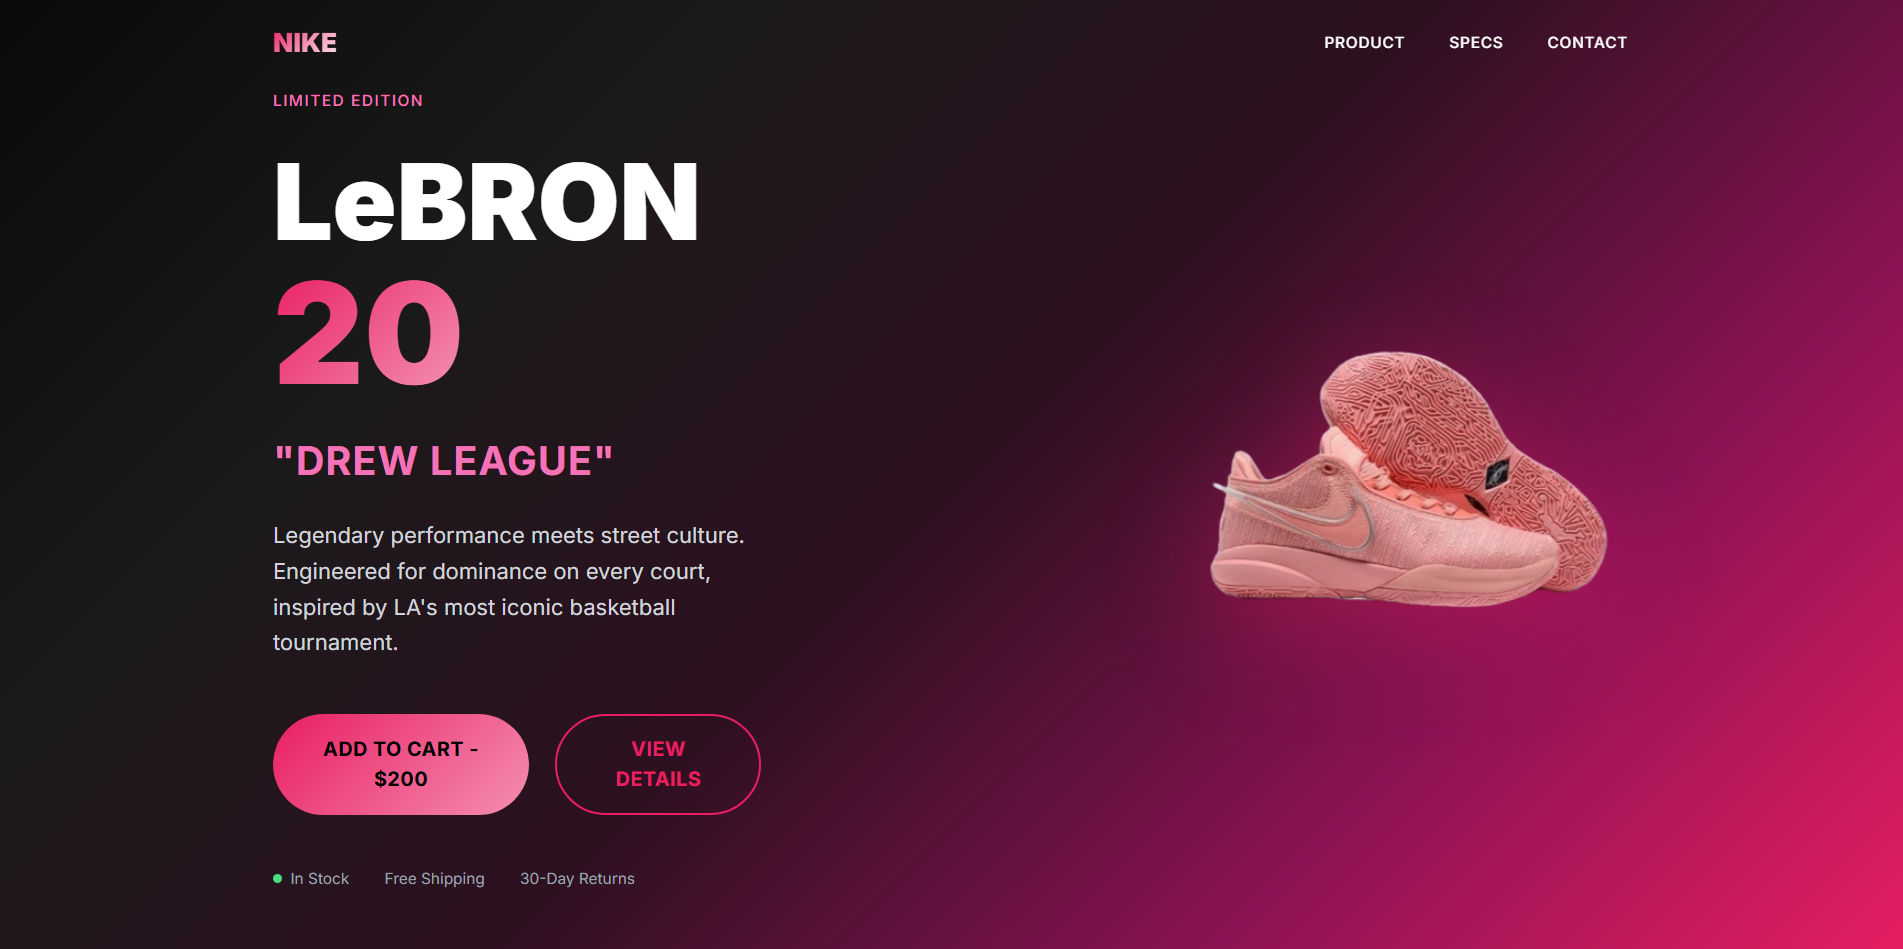 NIKE
PRODUCT
SPECS
CONTACT
LIMITED EDITION
LeBRON
20
"DREW LEAGUE"
Legendary performance meets street culture.
Engineered for dominance on every court,
inspired by LA's most iconic basketball
tournament.
ADD TO CART -
$200
VIEW
DETAILS
In Stock
Free Shipping
30-Day Returns